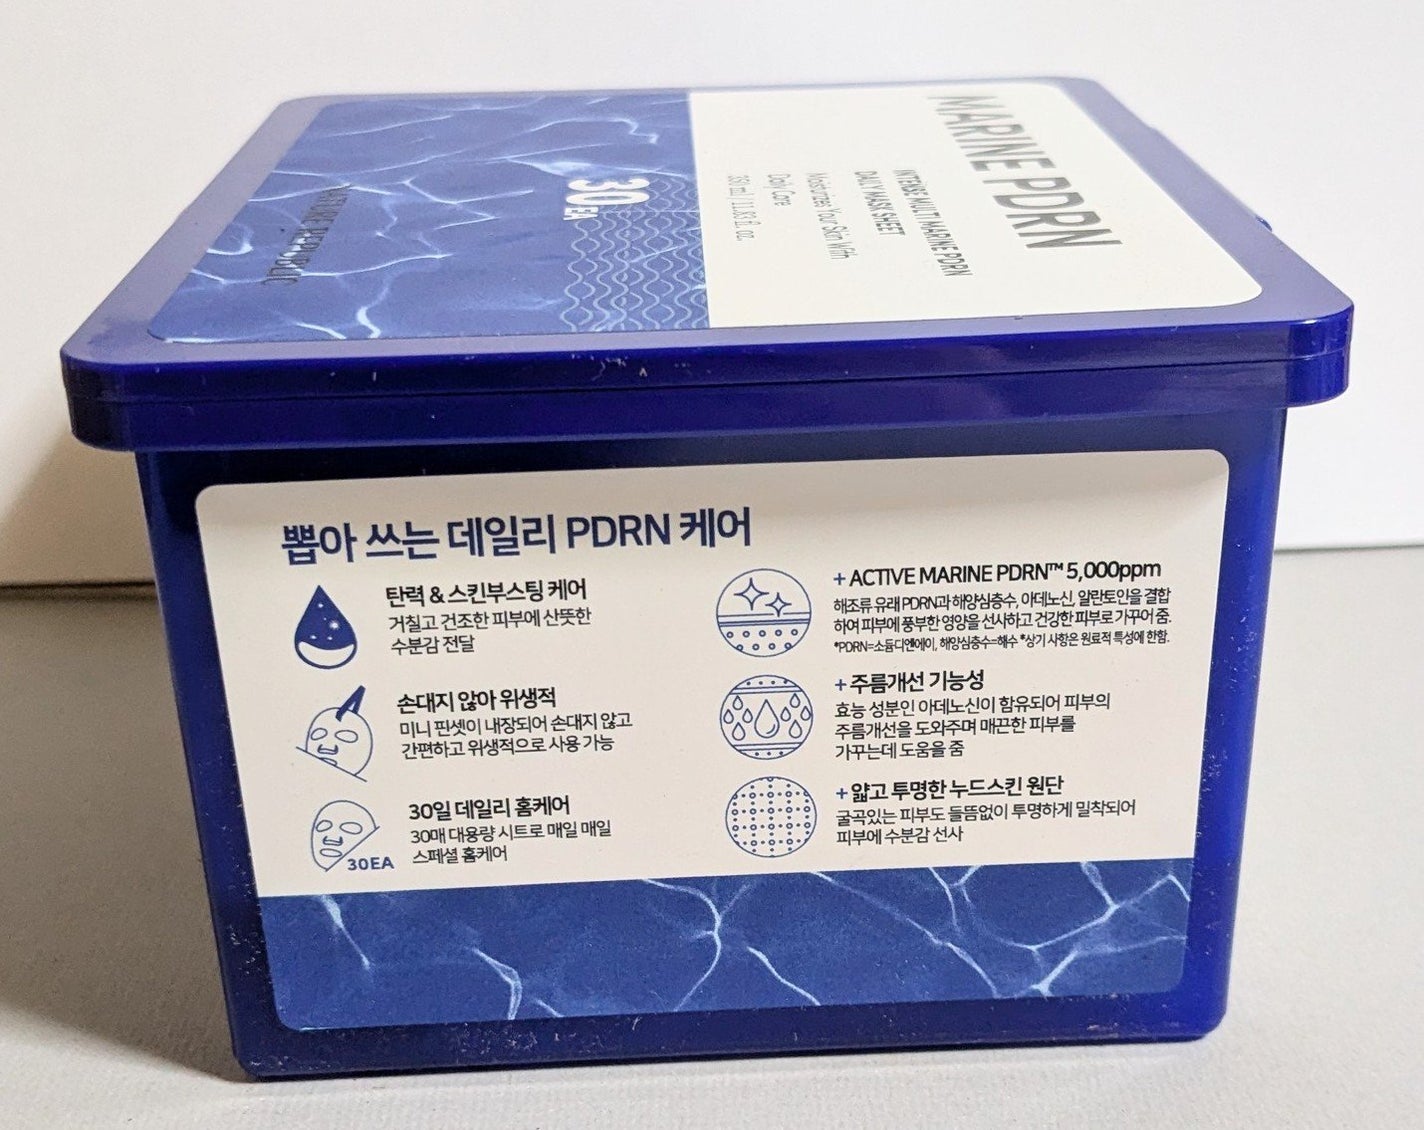 MARINE PDRN
INTENSE MULTI MARINE PDRN
DAILY MASK SHEET
Moisturizes Your Skin With
Daily Care
350 mL / 11.83 fl. oz.
30EA
뽑아 쓰는 데일리 PDRN 케어
탄력 & 스킨부스팅 케어
거칠고 건조한 피부에 산뜻한
수분감 전달
손대지 않아 위생적
미니 핀셋이 내장되어 손대지 않고
간편하고 위생적으로 사용 가능
30일 데일리 홈케어
30매 대용량 시트로 매일 매일
스페셜 홈케어
30EA
+ ACTIVE MARINE PDRN™ 5,000ppm
해조류 유래 PDRN과 해양심층수, 아데노신, 알란토인을 결합
하여 피부에 풍부한 영양을 선사하고 건강한 피부로 가꾸어 줌.
*PDRN=소듐디엔에이, 해양심층수=해수 *상기 사항은 원료적 특성에 한함.
+ 주름개선 기능성
효능 성분인 아데노신이 함유되어 피부의
주름개선을 도와주며 매끈한 피부를
가꾸는데 도움을 줌
+ 얇고 투명한 누드스킨 원단
굴곡있는 피부도 들뜸없이 투명하게 밀착되어
피부에 수분감 선사